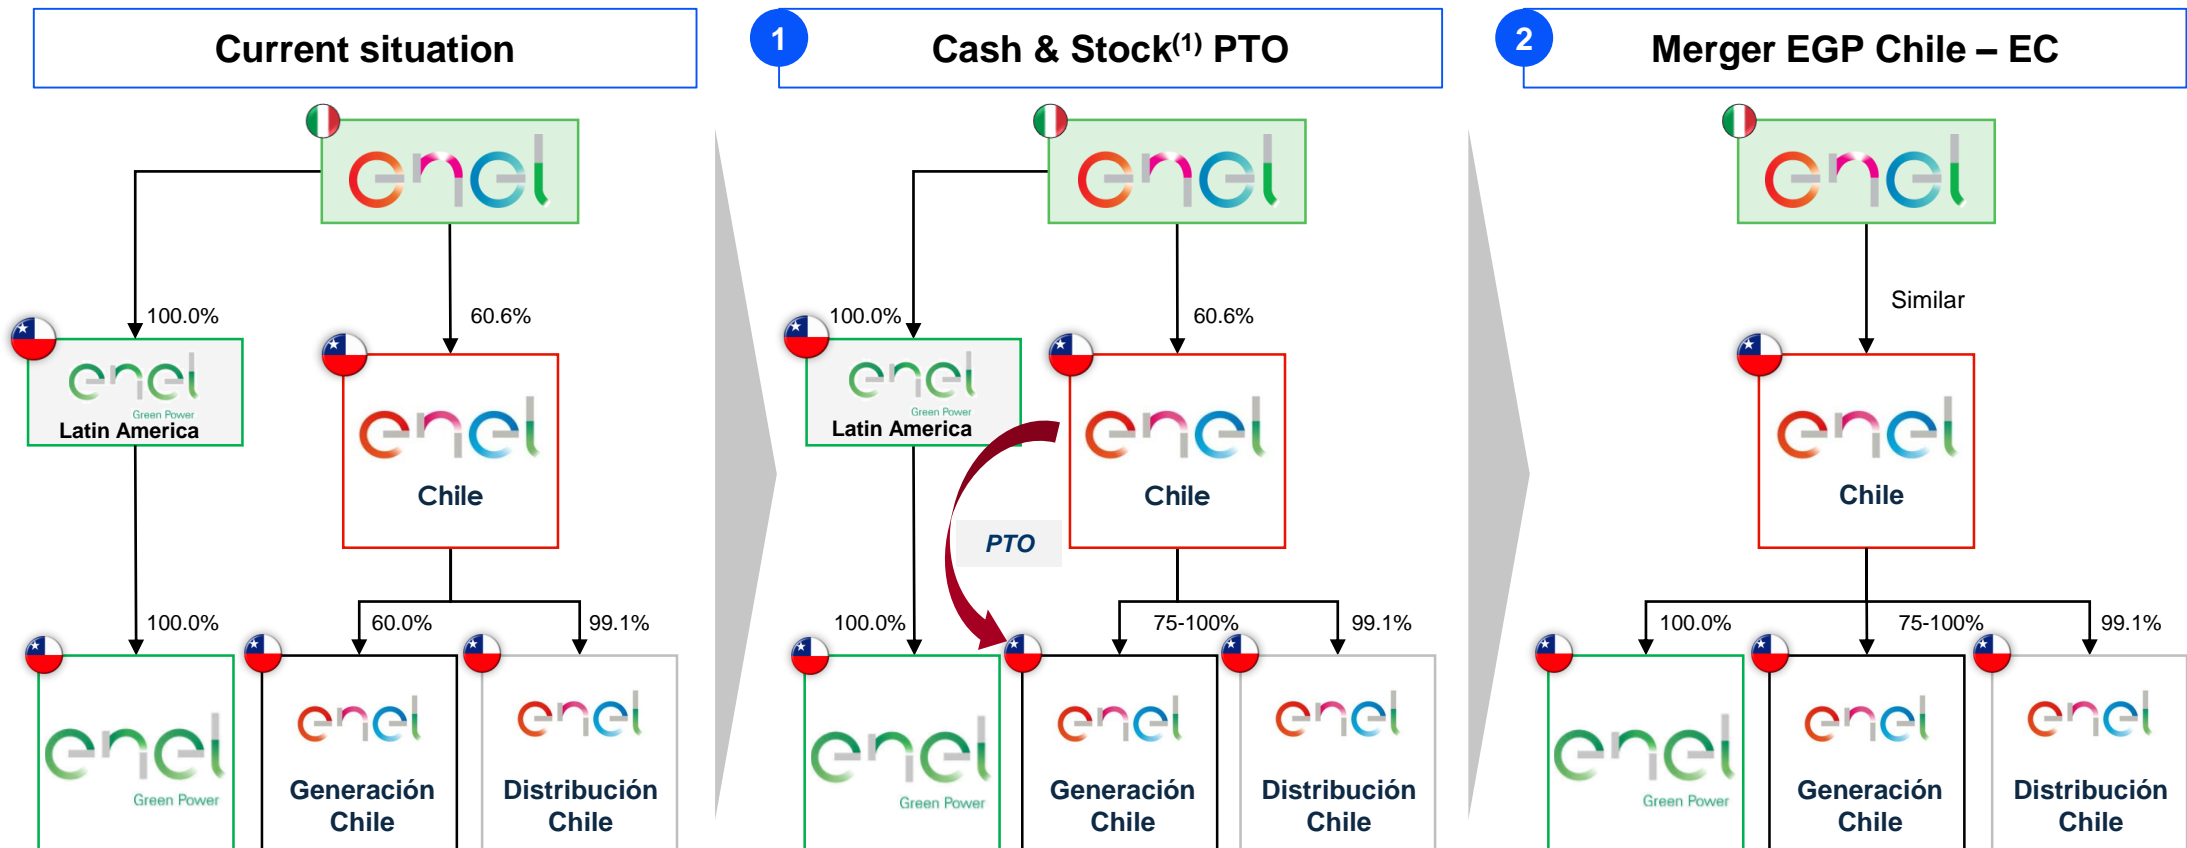 Current situation
1
Cash & Stock(1) PTO
2
Merger EGP Chile – EC
enel
100.0%
60.6%
enel
Green Power
Latin America
enel
Chile
100.0%
60.0%
99.1%
enel
Green Power
enel
Generación
Chile
enel
Distribución
Chile
enel
100.0%
60.6%
enel
Green Power
Latin America
enel
Chile
PTO
100.0%
75-100%
99.1%
enel
Green Power
enel
Generación
Chile
enel
Distribución
Chile
enel
Similar
enel
Chile
100.0%
75-100%
99.1%
enel
Green Power
enel
Generación
Chile
enel
Distribución
Chile